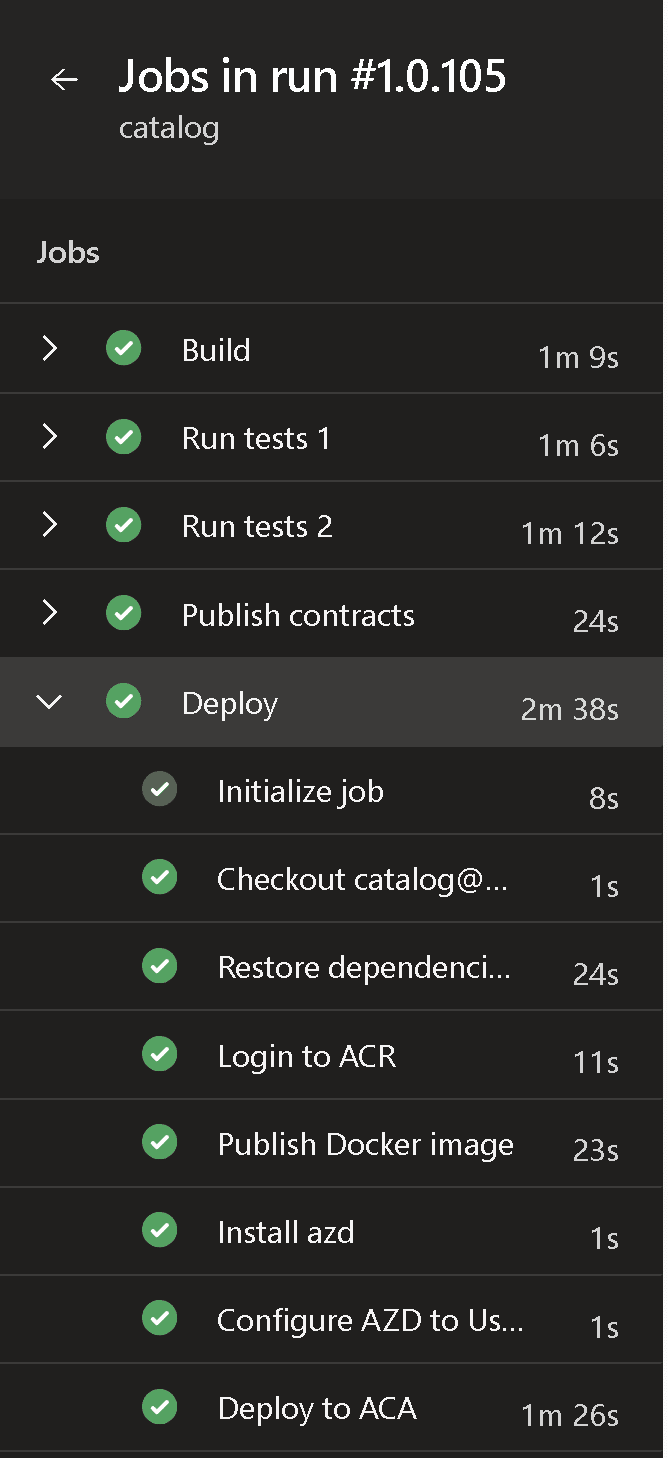 Jobs in run #1.0.105
catalog
Jobs
Build 1m 9s
Run tests 1 1m 6s
Run tests 2 1m 12s
Publish contracts 24s
Deploy 2m 38s
Initialize job 8s
Checkout catalog@... 1s
Restore dependenci... 24s
Login to ACR 11s
Publish Docker image 23s
Install azd 1s
Configure AZD to Us... 1s
Deploy to ACA 1m 26s